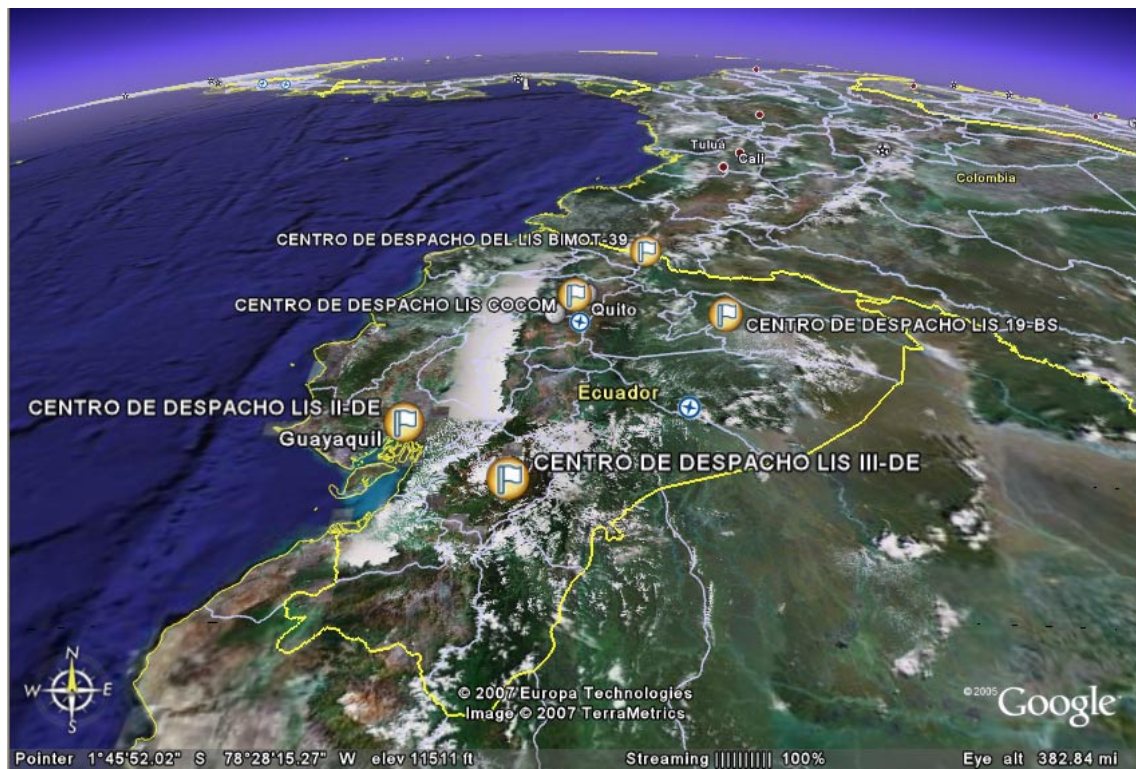 Tuluá
Cali
Colombia
CENTRO DE DESPACHO DEL LIS BIMOT-39
CENTRO DE DESPACHO LIS COCOM
Quito
CENTRO DE DESPACHO LIS 19-BS
Ecuador
CENTRO DE DESPACHO LIS II-DE
Guayaquil
CENTRO DE DESPACHO LIS III-DE
N
W E
S
© 2007 Europa Technologies
Image © 2007 TerraMetrics
© 2005 Google
Pointer 1°45'52.02" S 78°28'15.27" W elev 11511 ft Streaming |||||||||| 100% Eye alt 382.84 mi